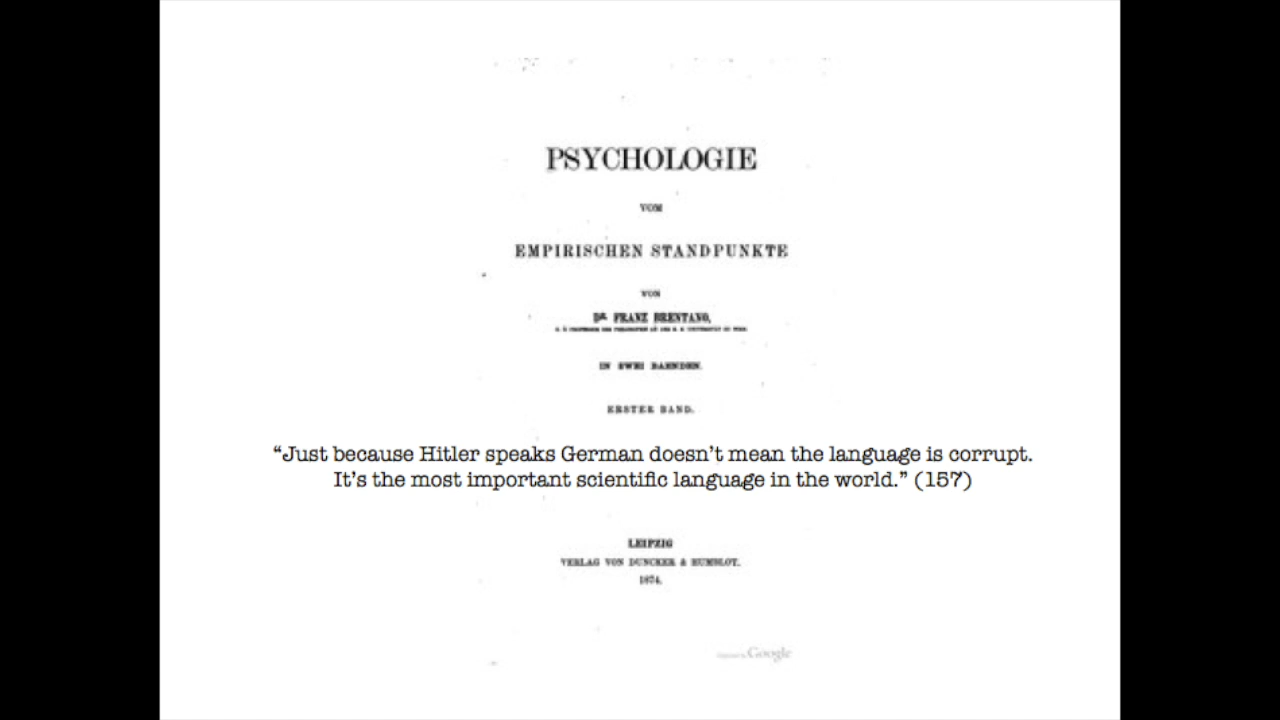 PSYCHOLOGIE
VOM
EMPIRISCHEN STANDPUNKTE
VON
DR. FRANZ BRENTANO,
IN ZWEI BAENDEN.
ERSTER BAND.
“Just because Hitler speaks German doesn’t mean the language is corrupt.
It’s the most important scientific language in the world.” (157)
LEIPZIG
VERLAG VON DUNCKER & HUMBLOT.
1874.
Google